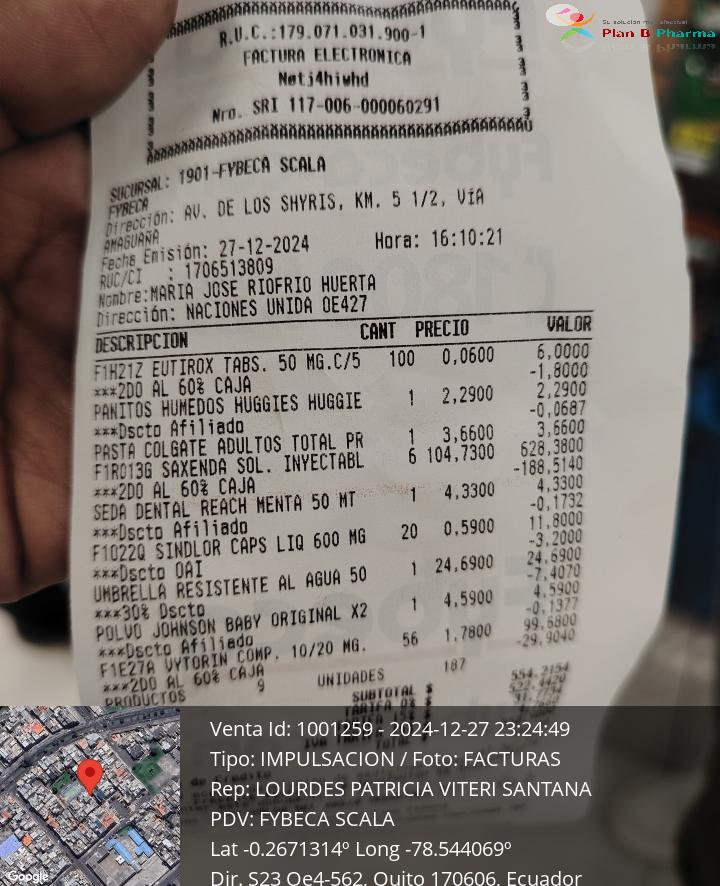 Su solución más efectiva!
Plan B Pharma
R.U.C.:179.071.031.900-1
FACTURA ELECTRONICA
Nøtj4hiwhd
Nro. SRI 117-006-000060291
SUCURSAL: 1901-FYBECA SCALA
FYBECA
Dirección: AV. DE LOS SHYRIS, KM. 5 1/2, VÍA
AMAGUAÑA
Fecha Emisión: 27-12-2024 Hora: 16:10:21
RUC/CI : 1706513809
Nombre:MARIA JOSE RIOFRIO HUERTA
Dirección: NACIONES UNIDA OE427
DESCRIPCION CANT PRECIO VALOR
F1H21Z EUTIROX TABS. 50 MG.C/5 100 0,0600 6,0000
***2DO AL 60% CAJA -1,8000
PANITOS HUMEDOS HUGGIES HUGGIE 1 2,2900 2,2900
***Dscto Afiliado -0,0687
PASTA COLGATE ADULTOS TOTAL PR 1 3,6600 3,6600
F1R013G SAXENDA SOL. INYECTABL 6 104,7300 628,3800
***2DO AL 60% CAJA -188,5140
SEDA DENTAL REACH MENTA 50 MT 1 4,3300 4,3300
***Dscto Afiliado -0,1732
F1022Q SINDLOR CAPS LIQ 600 MG 20 0,5900 11,8000
***Dscto OAI -3,2000
UMBRELLA RESISTENTE AL AGUA 50 1 24,6900 24,6900
***30% Dscto -7,4070
POLVO JOHNSON BABY ORIGINAL X2 1 4,5900 4,5900
***Dscto Afiliado -0,1377
F1E27A VYTORIN COMP. 10/20 MG. 56 1,7800 99,6800
***2DO AL 60% CAJA -29,9040
PRODUCTOS 9 UNIDADES 187
SUBTOTAL $ 554,2154
TARIFA 0%
Venta Id: 1001259 - 2024-12-27 23:24:49
Tipo: IMPULSACION / Foto: FACTURAS
Rep: LOURDES PATRICIA VITERI SANTANA
PDV: FYBECA SCALA
Lat -0.2671314º Long -78.544069º
Dir. S23 Oe4-562, Quito 170606, Ecuador
Google